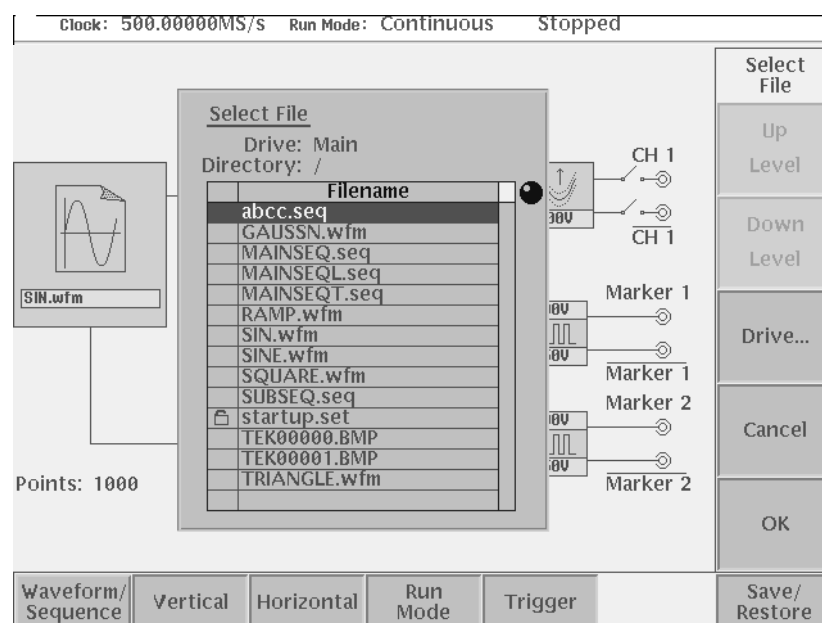 Clock: 500.00000MS/s Run Mode: Continuous Stopped
Select File
Drive: Main
Directory: /
Filename
abcc.seq
GAUSSN.wfm
MAINSEQ.seq
MAINSEQL.seq
MAINSEQT.seq
RAMP.wfm
SIN.wfm
SINE.wfm
SQUARE.wfm
SUBSEQ.seq
startup.set
TEK00000.BMP
TEK00001.BMP
TRIANGLE.wfm
SIN.wfm
Points: 1000
CH 1
CH 1
Marker 1
Marker 1
Marker 2
Marker 2
Select
File
Up
Level
Down
Level
Drive...
Cancel
OK
Waveform/
Sequence
Vertical
Horizontal
Run
Mode
Trigger
Save/
Restore